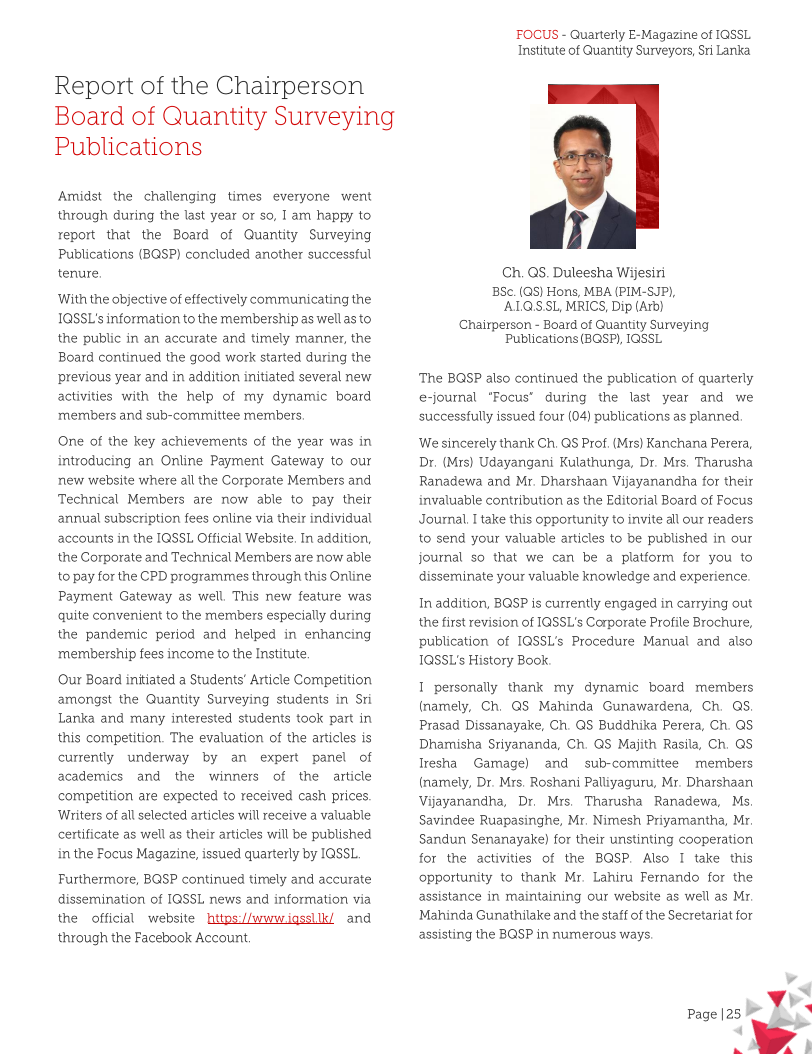 FOCUS - Quarterly E-Magazine of IQSSL
Institute of Quantity Surveyors, Sri Lanka
Report of the Chairperson
Board of Quantity Surveying
Publications
Amidst the challenging times everyone went
through during the last year or so, I am happy to
report that the Board of Quantity Surveying
Publications (BQSP) concluded another successful
tenure.
With the objective of effectively communicating the
IQSSL's information to the membership as well as to
the public in an accurate and timely manner, the
Board continued the good work started during the
previous year and in addition initiated several new
activities with the help of my dynamic board
members and sub-committee members.
One of the key achievements of the year was in
introducing an Online Payment Gateway to our
new website where all the Corporate Members and
Technical Members are now able to pay their
annual subscription fees online via their individual
accounts in the IQSSL Official Website. In addition,
the Corporate and Technical Members are now able
to pay for the CPD programmes through this Online
Payment Gateway as well. This new feature was
quite convenient to the members especially during
the pandemic period and helped in enhancing
membership fees income to the Institute.
Our Board initiated a Students' Article Competition
amongst the Quantity Surveying students in Sri
Lanka and many interested students took part in
this competition. The evaluation of the articles is
currently underway by an expert panel of
academics and the winners of the article
competition are expected to received cash prices.
Writers of all selected articles will receive a valuable
certificate as well as their articles will be published
in the Focus Magazine, issued quarterly by IQSSL.
Furthermore, BQSP continued timely and accurate
dissemination of IQSSL news and information via
the official website https://www.iqssl.lk/ and
through the Facebook Account.
Ch. QS. Duleesha Wijesiri
BSc. (QS) Hons, MBA (PIM-SJP),
A.I.Q.S.SL, MRICS, Dip (Arb)
Chairperson - Board of Quantity Surveying
Publications (BQSP), IQSSL
The BQSP also continued the publication of quarterly
e-journal "Focus" during the last year and we
successfully issued four (04) publications as planned.
We sincerely thank Ch. QS Prof. (Mrs) Kanchana Perera,
Dr. (Mrs) Udayangani Kulathunga, Dr. Mrs. Tharusha
Ranadewa and Mr. Dharshaan Vijayanandha for their
invaluable contribution as the Editorial Board of Focus
Journal. I take this opportunity to invite all our readers
to send your valuable articles to be published in our
journal so that we can be a platform for you to
disseminate your valuable knowledge and experience.
In addition, BQSP is currently engaged in carrying out
the first revision of IQSSL's Corporate Profile Brochure,
publication of IQSSL's Procedure Manual and also
IQSSL's History Book.
I personally thank my dynamic board members
(namely, Ch. QS Mahinda Gunawardena, Ch. QS.
Prasad Dissanayake, Ch. QS Buddhika Perera, Ch. QS
Dhamisha Sriyananda, Ch. QS Majith Rasila, Ch. QS
Iresha Gamage) and sub-committee members
(namely, Dr. Mrs. Roshani Palliyaguru, Mr. Dharshaan
Vijayanandha, Dr. Mrs. Tharusha Ranadewa, Ms.
Savindee Ruapasinghe, Mr. Nimesh Priyamantha, Mr.
Sandun Senanayake) for their unstinting cooperation
for the activities of the BQSP. Also I take this
opportunity to thank Mr. Lahiru Fernando for the
assistance in maintaining our website as well as Mr.
Mahinda Gunathilake and the staff of the Secretariat for
assisting the BQSP in numerous ways.
Page | 25